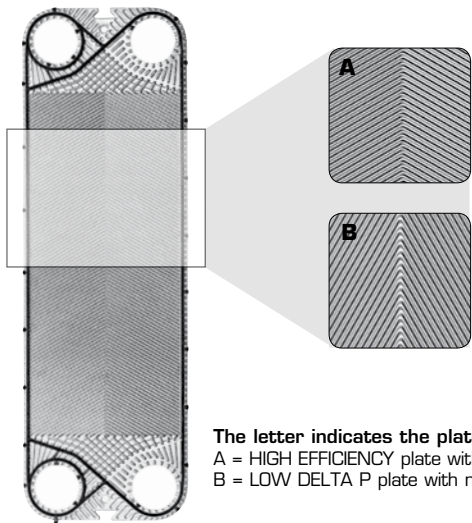 A
B
The letter indicates the plat
A = HIGH EFFICIENCY plate wit
B = LOW DELTA P plate with r